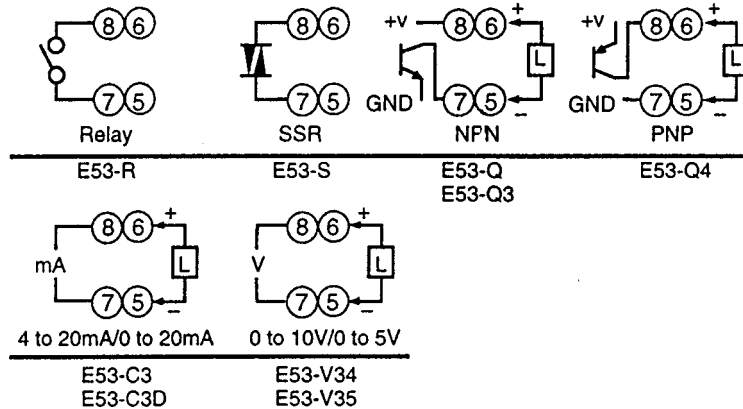 8 6
7 5
Relay
E53-R
8 6
7 5
SSR
E53-S
+v 8 6 +
L
GND 7 5 −
NPN
E53-Q
E53-Q3
+v 8 6 +
L
GND 7 5 −
PNP
E53-Q4
8 6 +
mA L
7 5 −
4 to 20mA/0 to 20mA
E53-C3
E53-C3D
8 6 +
V L
7 5 −
0 to 10V/0 to 5V
E53-V34
E53-V35